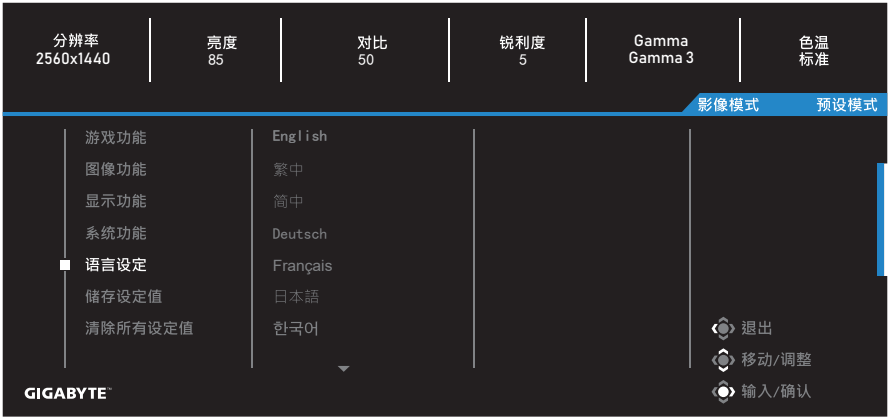 分辨率
2560x1440
亮度
85
对比
50
锐利度
5
Gamma
Gamma 3
色温
标准
影像模式 预设模式
游戏功能
图像功能
显示功能
系统功能
语言设定
储存设定值
清除所有设定值
English
繁中
简中
Deutsch
Français
日本語
한국어
退出
移动/调整
输入/确认
GIGABYTE™